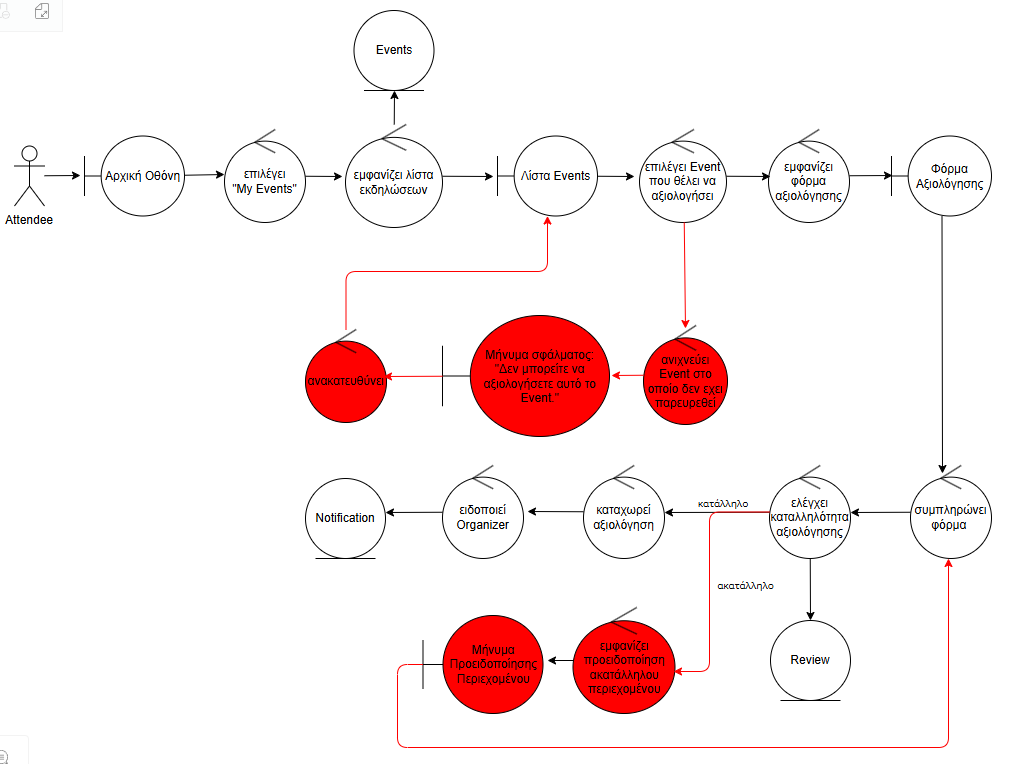 Events
Attendee
Αρχική Οθόνη
επιλέγει
"My Events"
εμφανίζει λίστα
εκδηλώσεων
Λίστα Events
επιλέγει Event
που θέλει να
αξιολογήσει
εμφανίζει
φόρμα
αξιολόγησης
Φόρμα
Αξιολόγησης
ανακατευθύνει
Μήνυμα σφάλματος:
"Δεν μπορείτε να
αξιολογήσετε αυτό το
Event."
ανιχνεύει
Event στο
οποίο δεν εχει
παρευρεθεί
Notification
ειδοποιεί
Organizer
καταχωρεί
αξιολόγηση
κατάλληλο
ελέγχει
καταλληλότητα
αξιολόγησης
συμπληρώνει
φόρμα
ακατάλληλο
Μήνυμα
Προειδοποίησης
Περιεχομένου
εμφανίζει
προειδοποίηση
ακατάλληλου
περιεχομένου
Review